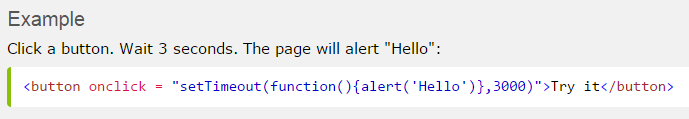 Example
Click a button. Wait 3 seconds. The page will alert "Hello":
<button onclick = "setTimeout(function(){alert('Hello')},3000)">Try it</button>